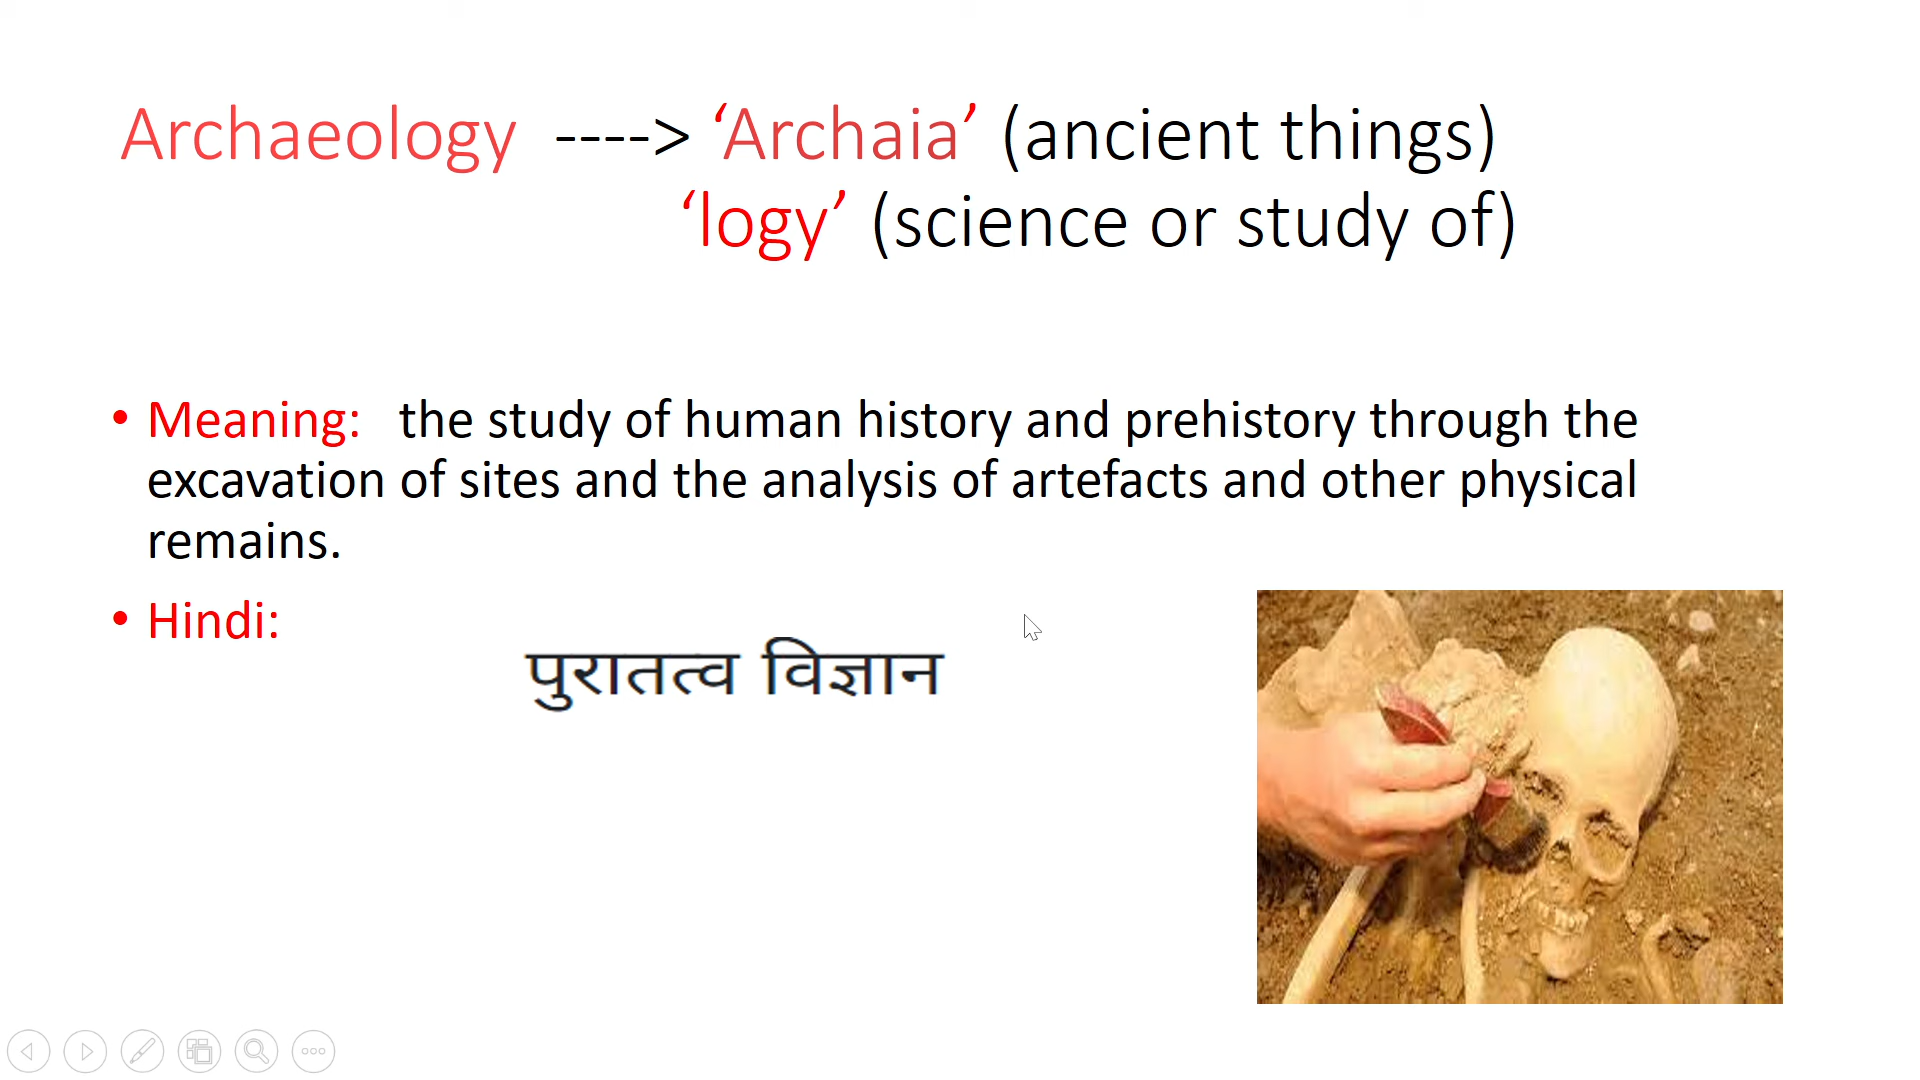 Archaeology ----> ‘Archaia’ (ancient things)
‘logy’ (science or study of)
• Meaning: the study of human history and prehistory through the
excavation of sites and the analysis of artefacts and other physical
remains.
• Hindi:
पुरातत्व विज्ञान